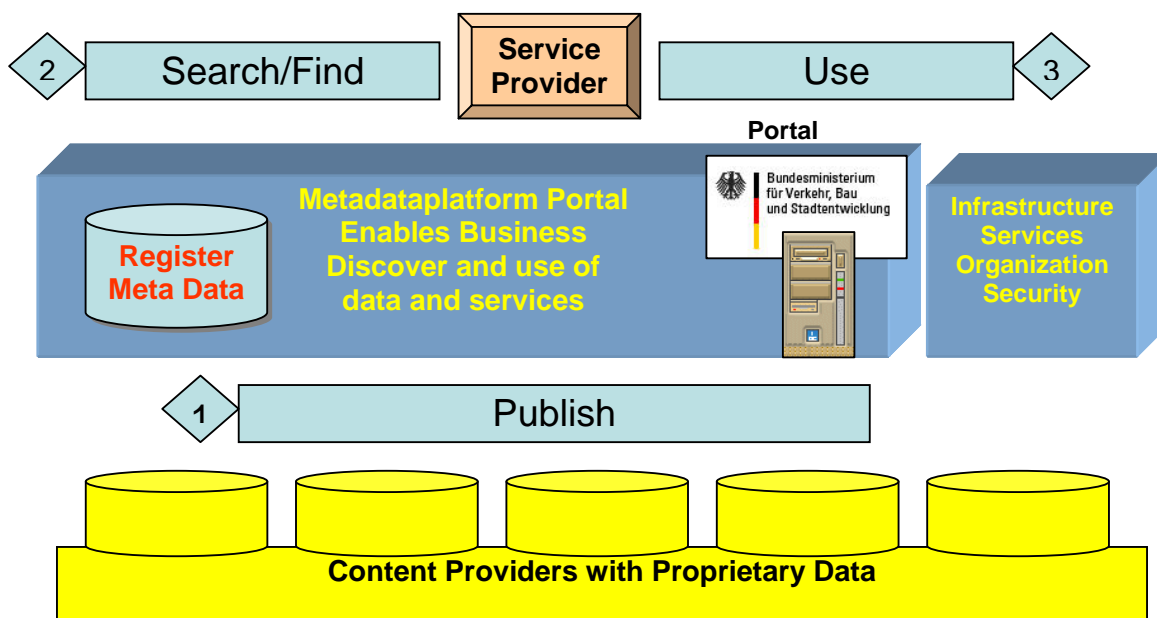 2
Search/Find
Service
Provider
Use
3
Portal
Bundesministerium
für Verkehr, Bau
und Stadtentwicklung
Metadataplatform Portal
Enables Business
Discover and use of
data and services
Register
Meta Data
Infrastructure
Services
Organization
Security
1
Publish
Content Providers with Proprietary Data